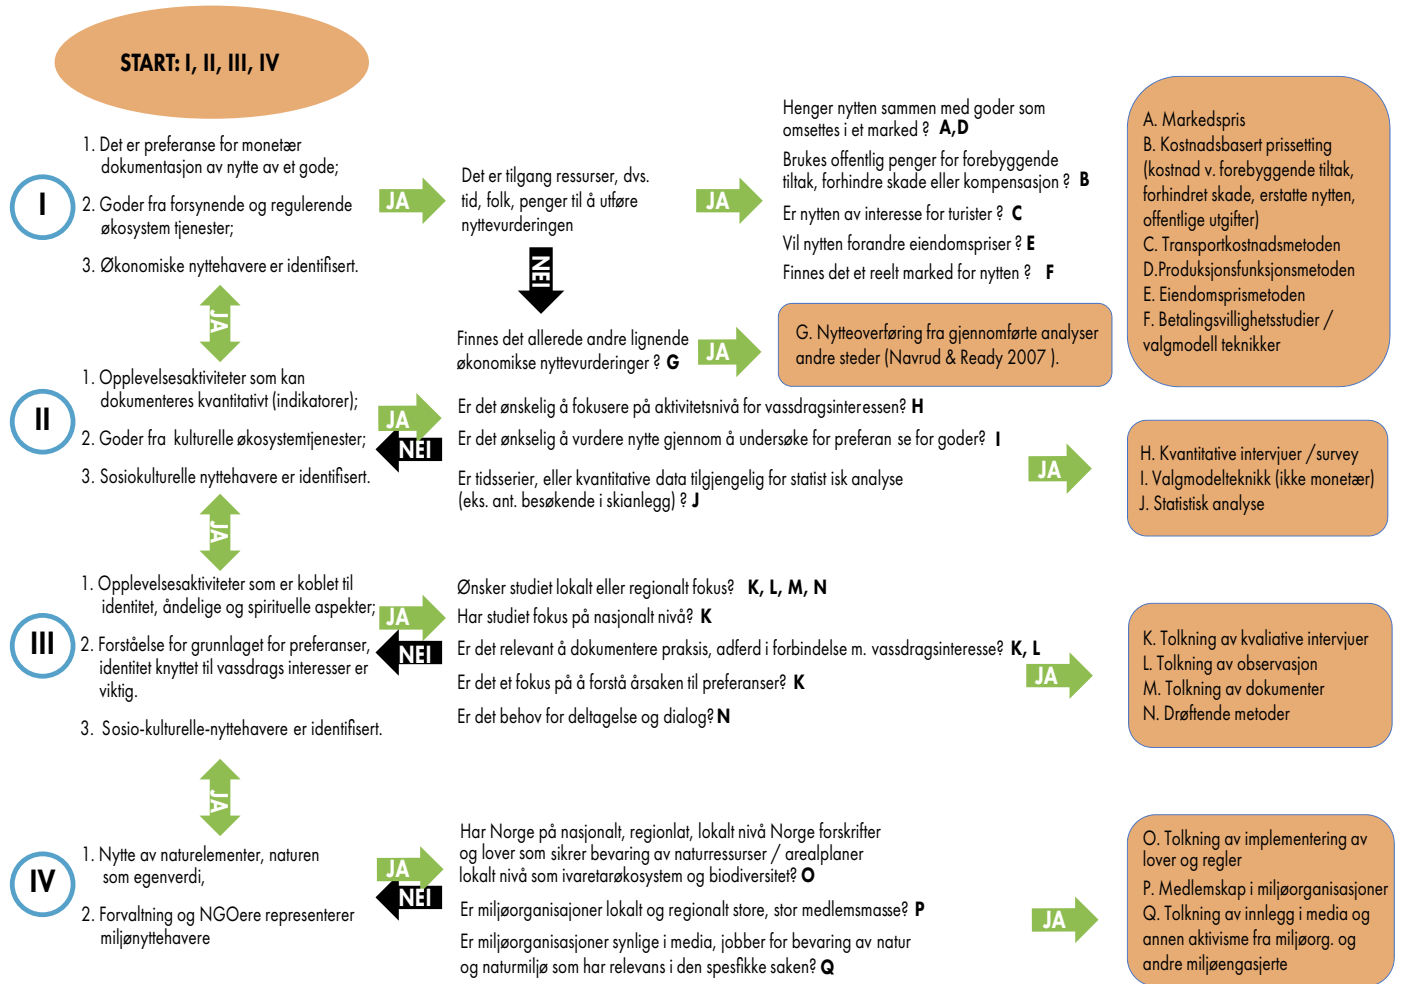 START: I, II, III, IV
I
1. Det er preferanse for monetær
dokumentasjon av nytte av et gode;
2. Goder fra forsynende og regulerende
økosystem tjenester;
3. Økonomiske nyttehavere er identifisert.
JA
Det er tilgang ressurser, dvs.
tid, folk, penger til å utføre
nyttevurderingen
JA
Henger nytten sammen med goder som
omsettes i et marked ? A,D
Brukes offentlig penger for forebyggende
tiltak, forhindre skade eller kompensasjon ? B
Er nytten av interesse for turister ? C
Vil nytten forandre eiendomspriser ? E
Finnes det et reelt marked for nytten ? F
A. Markedspris
B. Kostnadsbasert prissetting
(kostnad v. forebyggende tiltak,
forhindret skade, erstatte nytten,
offentlige utgifter)
C. Transportkostnadsmetoden
D.Produksjonsfunksjonsmetoden
E. Eiendomsprismetoden
F. Betalingsvillighetsstudier /
valgmodell teknikker
NEI
Finnes det allerede andre lignende
økonomikse nyttevurderinger ? G
JA
G. Nytteoverføring fra gjennomførte analyser
andre steder (Navrud & Ready 2007 ).
JA
II
1. Opplevelsesaktiviteter som kan
dokumenteres kvantitativt (indikatorer);
2. Goder fra kulturelle økosystemtjenester;
3. Sosiokulturelle nyttehavere er identifisert.
JA
NEI
Er det ønskelig å fokusere på aktivitetsnivå for vassdragsinteressen? H
Er det ønkselig å vurdere nytte gjennom å undersøke for preferan se for goder? I
Er tidsserier, eller kvantitative data tilgjengelig for statist isk analyse
(eks. ant. besøkende i skianlegg) ? J
JA
H. Kvantitative intervjuer /survey
I. Valgmodelteknikk (ikke monetær)
J. Statistisk analyse
JA
III
1. Opplevelsesaktiviteter som er koblet til
identitet, åndelige og spirituelle aspekter;
2. Forståelse for grunnlaget for preferanser,
identitet knyttet til vassdrags interesser er
viktig.
3. Sosio-kulturelle-nyttehavere er identifisert.
JA
NEI
Ønsker studiet lokalt eller regionalt fokus? K, L, M, N
Har studiet fokus på nasjonalt nivå? K
Er det relevant å dokumentere praksis, adferd i forbindelse m. vassdragsinteresse? K, L
Er det et fokus på å forstå årsaken til preferanser? K
Er det behov for deltagelse og dialog? N
JA
K. Tolkning av kvaliative intervjuer
L. Tolkning av observasjon
M. Tolkning av dokumenter
N. Drøftende metoder
JA
IV
1. Nytte av naturelementer, naturen
som egenverdi,
2. Forvaltning og NGOere representerer
miljønyttehavere
JA
NEI
Har Norge på nasjonalt, regionlat, lokalt nivå Norge forskrifter
og lover som sikrer bevaring av naturressurser / arealplaner
lokalt nivå som ivaretarøkosystem og biodiversitet? O
Er miljøorganisajoner lokalt og regionalt store, stor medlemsmasse? P
Er miljøorganisasjoner synlige i media, jobber for bevaring av natur
og naturmiljø som har relevans i den spesfikke saken? Q
JA
O. Tolkning av implementering av
lover og regler
P. Medlemskap i miljøorganisasjoner
Q. Tolkning av innlegg i media og
annen aktivisme fra miljøorg. og
andre miljøengasjerte